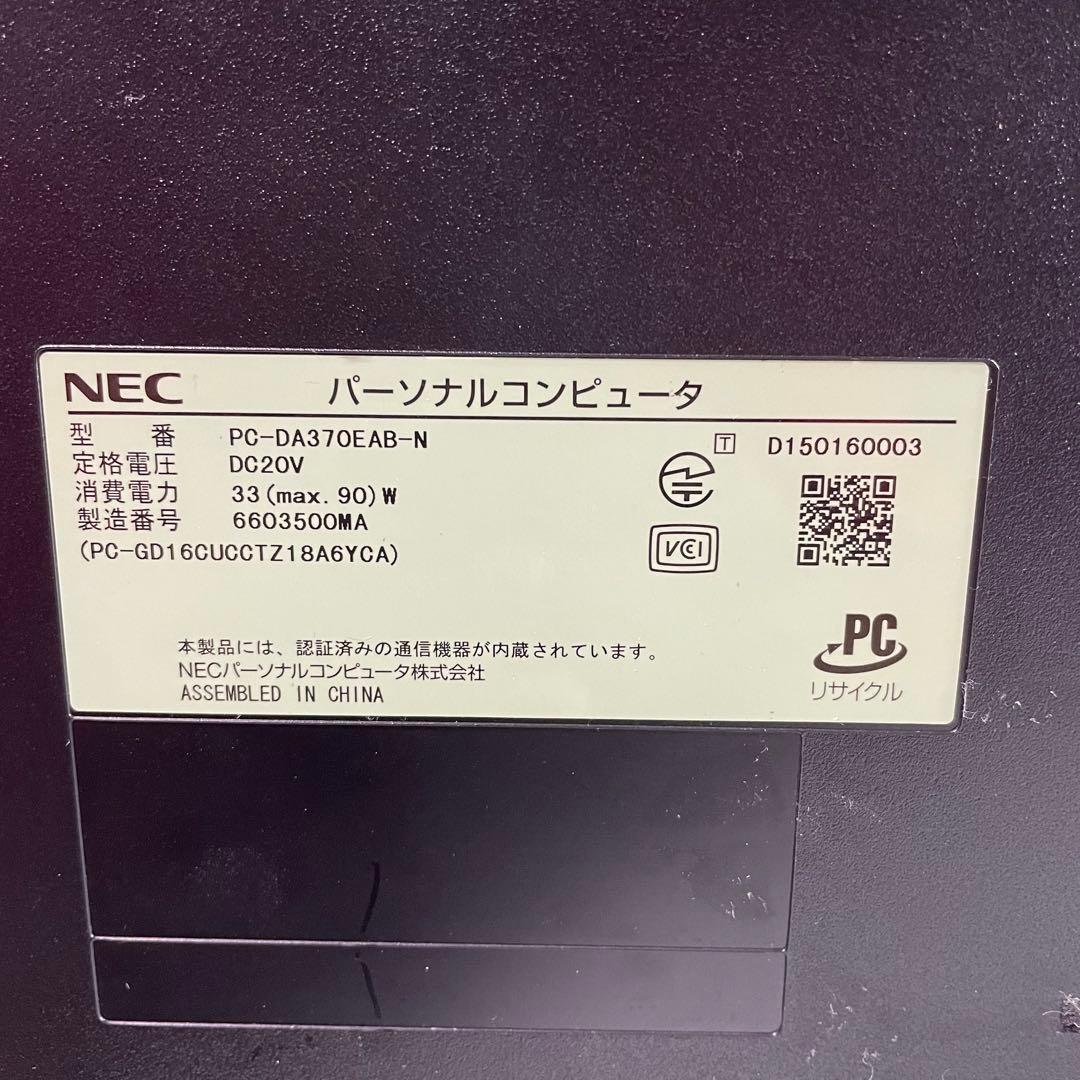 NEC パーソナルコンピュータ
型番 PC-DA370EAB-N
定格電圧 DC20V
消費電力 33(max.90)W
製造番号 6603500MA
(PC-GD16CUCCTZ18A6YCA)
T D150160003
VCI
本製品には、認証済みの通信機器が内蔵されています。
NECパーソナルコンピュータ株式会社
ASSEMBLED IN CHINA
PC
リサイクル